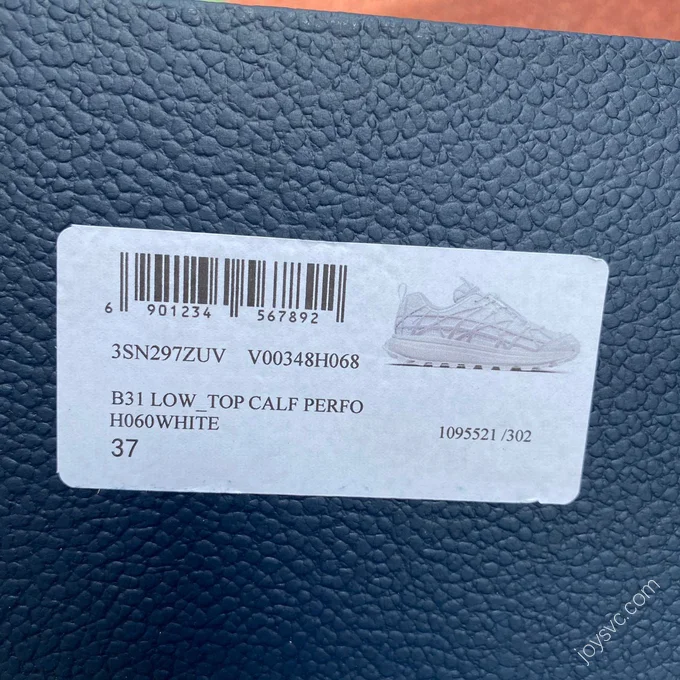 6 901234 567892
3SN297ZUV V00348H068
B31 LOW_TOP CALF PERFO
H060WHITE
37
1095521 /302
joysvc.com